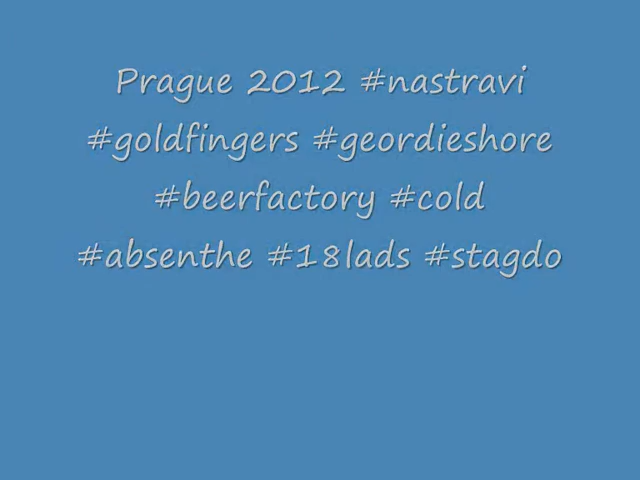 Prague 2012 #nastravi
#goldfingers #geordieshore
#beerfactory #cold
#absenthe #18lads #stagdo